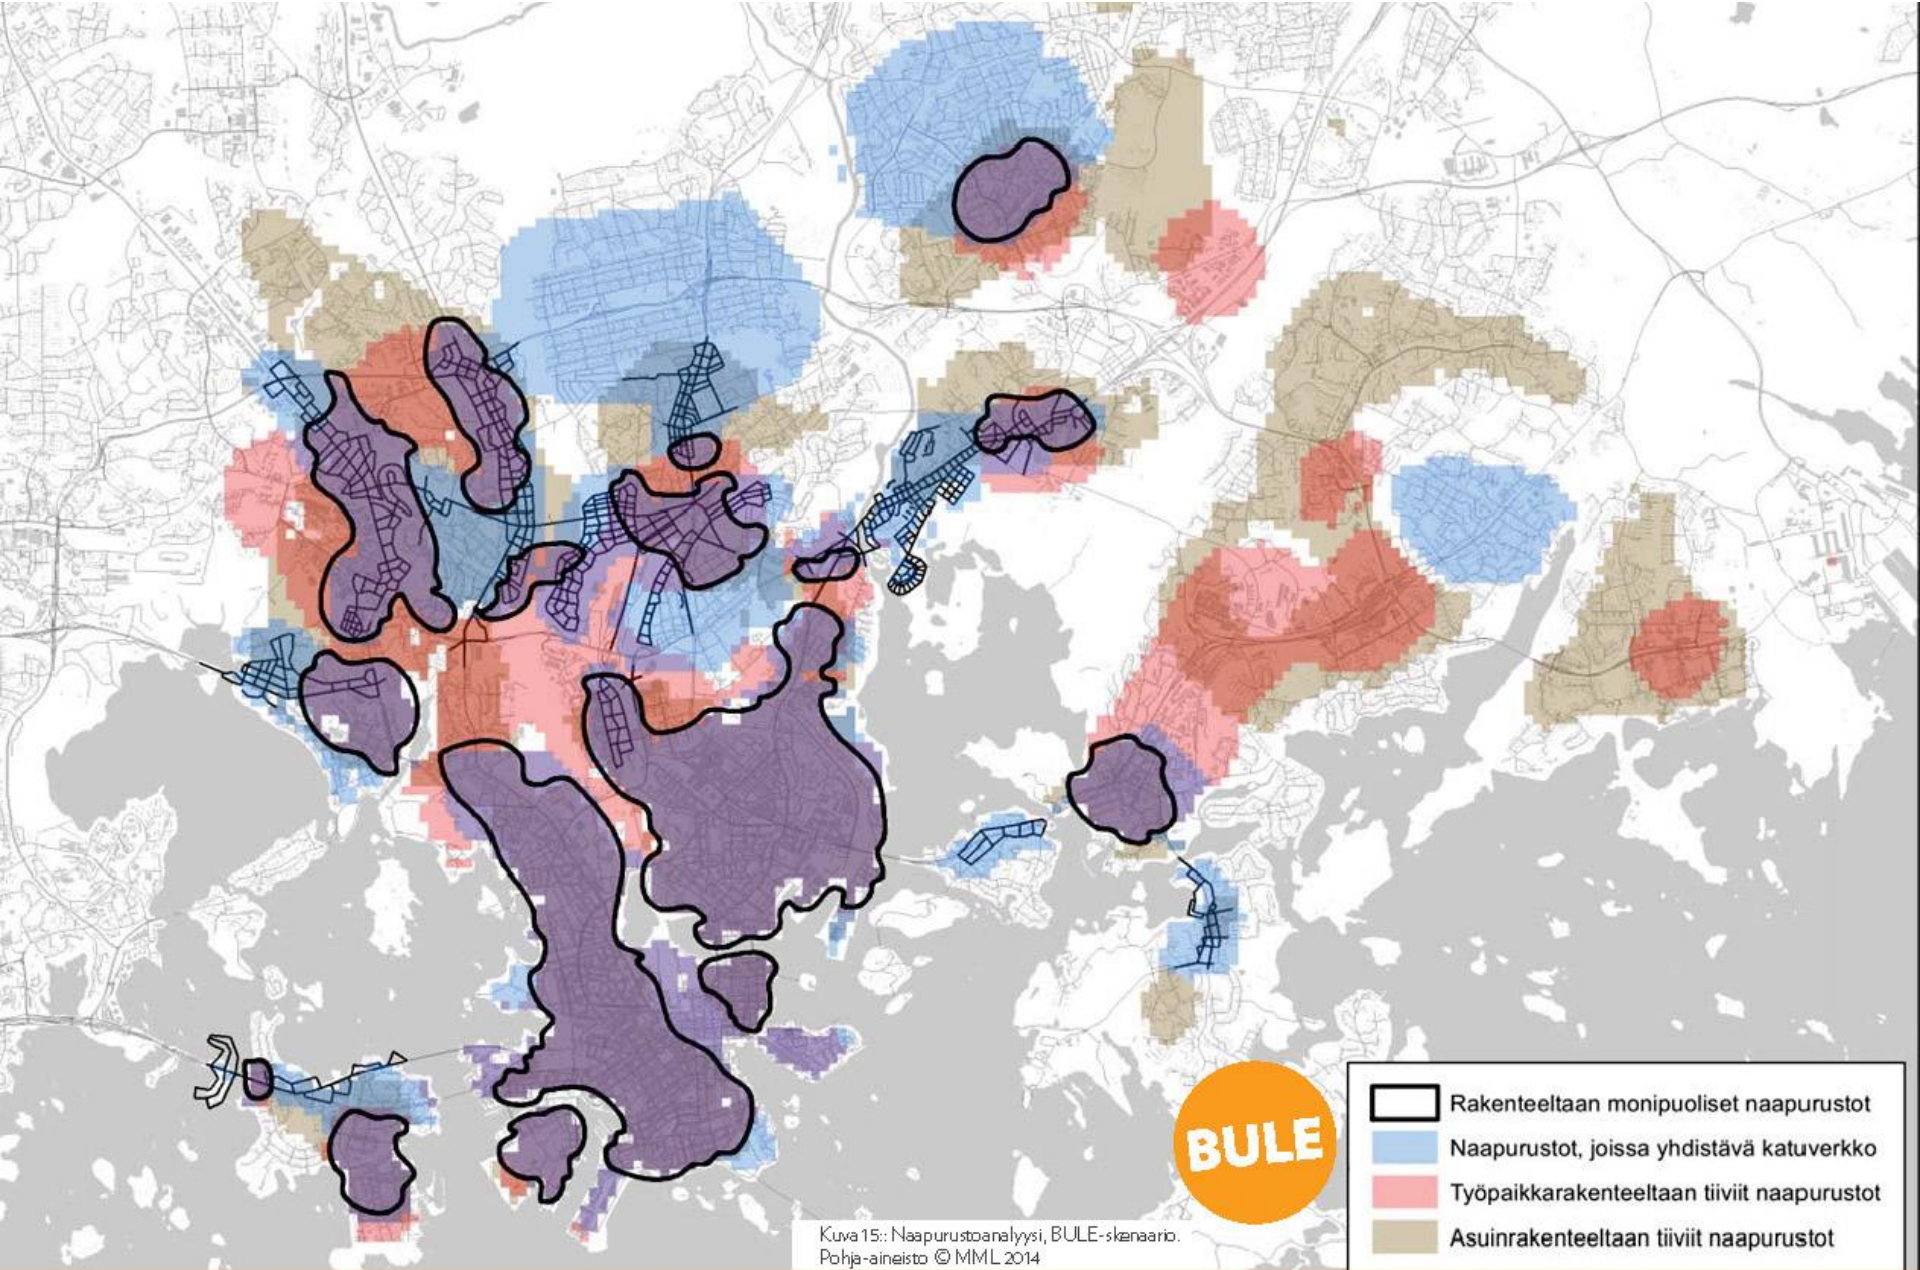 BULE
Rakenteeltaan monipuoliset naapurustot
Naapurustot, joissa yhdistävä katuverkko
Työpaikkarakenteeltaan tiiviit naapurustot
Asuinrakenteeltaan tiiviit naapurustot
Kuva 15:: Naapurustoanalyysi, BULE-skenaario.
Pohja-aineisto © MML 2014